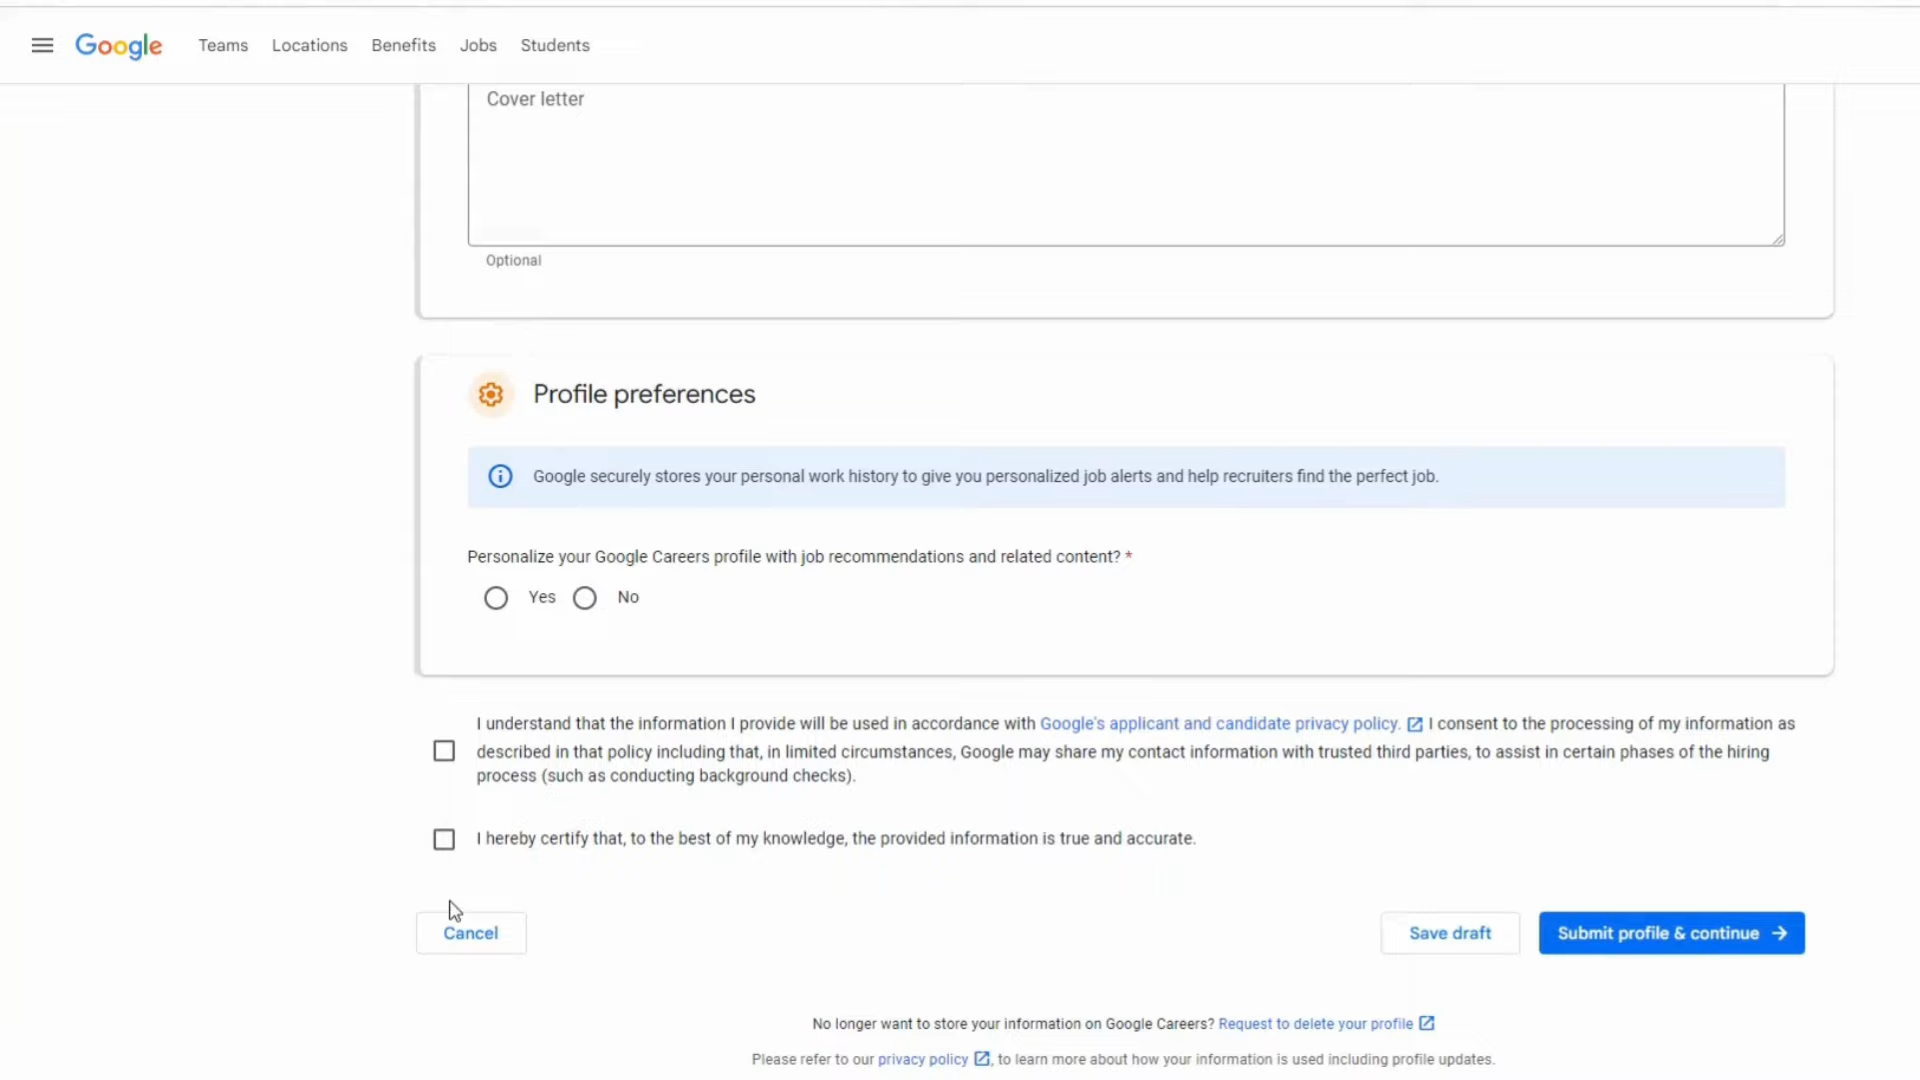 Google Teams Locations Benefits Jobs Students
Cover letter
Optional
Profile preferences
Google securely stores your personal work history to give you personalized job alerts and help recruiters find the perfect job.
Personalize your Google Careers profile with job recommendations and related content? *
Yes No
I understand that the information I provide will be used in accordance with Google's applicant and candidate privacy policy. I consent to the processing of my information as
described in that policy including that, in limited circumstances, Google may share my contact information with trusted third parties, to assist in certain phases of the hiring
process (such as conducting background checks).
I hereby certify that, to the best of my knowledge, the provided information is true and accurate.
Cancel Save draft Submit profile & continue
No longer want to store your information on Google Careers? Request to delete your profile
Please refer to our privacy policy, to learn more about how your information is used including profile updates.